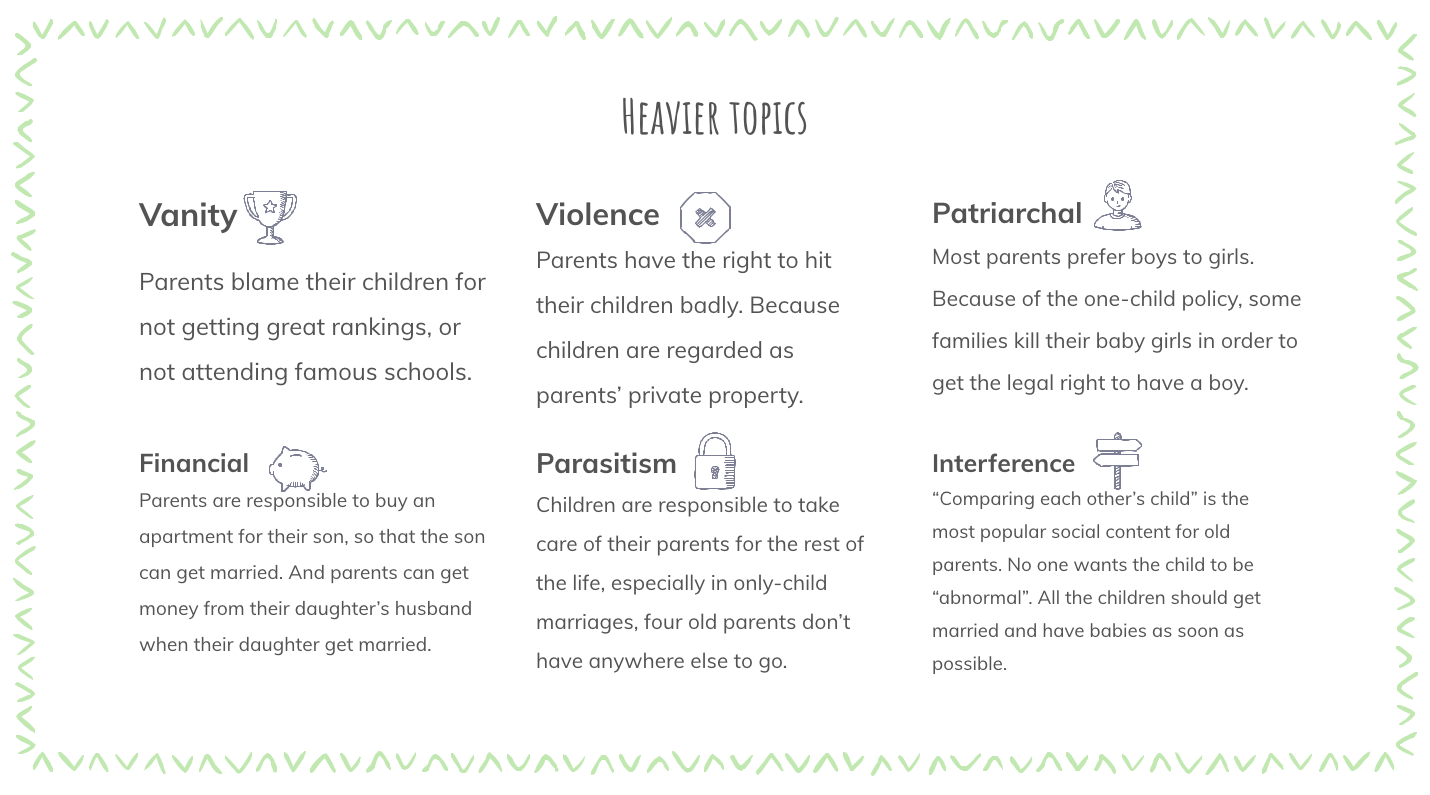 Heavier topics
Vanity
Parents blame their children for
not getting great rankings, or
not attending famous schools.
Violence
Parents have the right to hit
their children badly. Because
children are regarded as
parents’ private property.
Patriarchal
Most parents prefer boys to girls.
Because of the one-child policy, some
families kill their baby girls in order to
get the legal right to have a boy.
Financial
Parents are responsible to buy an
apartment for their son, so that the son
can get married. And parents can get
money from their daughter’s husband
when their daughter get married.
Parasitism
Children are responsible to take
care of their parents for the rest of
the life, especially in only-child
marriages, four old parents don’t
have anywhere else to go.
Interference
“Comparing each other’s child” is the
most popular social content for old
parents. No one wants the child to be
“abnormal”. All the children should get
married and have babies as soon as
possible.